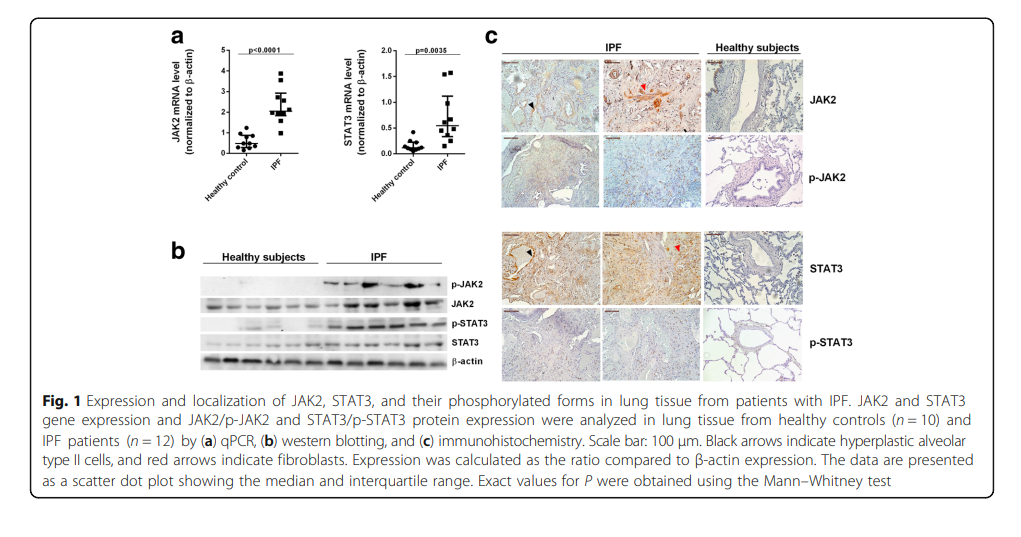 a
p<0.0001
JAK2 mRNA level
(normalized to β-actin)
5
4
3
2
1
0
Healthy control
IPF
p=0.0035
STAT3 mRNA level
(normalized to β-actin)
2.0
1.5
1.0
0.5
0.0
Healthy control
IPF
b
Healthy subjects
IPF
p-JAK2
JAK2
p-STAT3
STAT3
β-actin
c
IPF
Healthy subjects
JAK2
p-JAK2
STAT3
p-STAT3
Fig. 1 Expression and localization of JAK2, STAT3, and their phosphorylated forms in lung tissue from patients with IPF. JAK2 and STAT3
gene expression and JAK2/p-JAK2 and STAT3/p-STAT3 protein expression were analyzed in lung tissue from healthy controls (n = 10) and
IPF patients (n = 12) by (a) qPCR, (b) western blotting, and (c) immunohistochemistry. Scale bar: 100 μm. Black arrows indicate hyperplastic alveolar
type II cells, and red arrows indicate fibroblasts. Expression was calculated as the ratio compared to β-actin expression. The data are presented
as a scatter dot plot showing the median and interquartile range. Exact values for P were obtained using the Mann–Whitney test